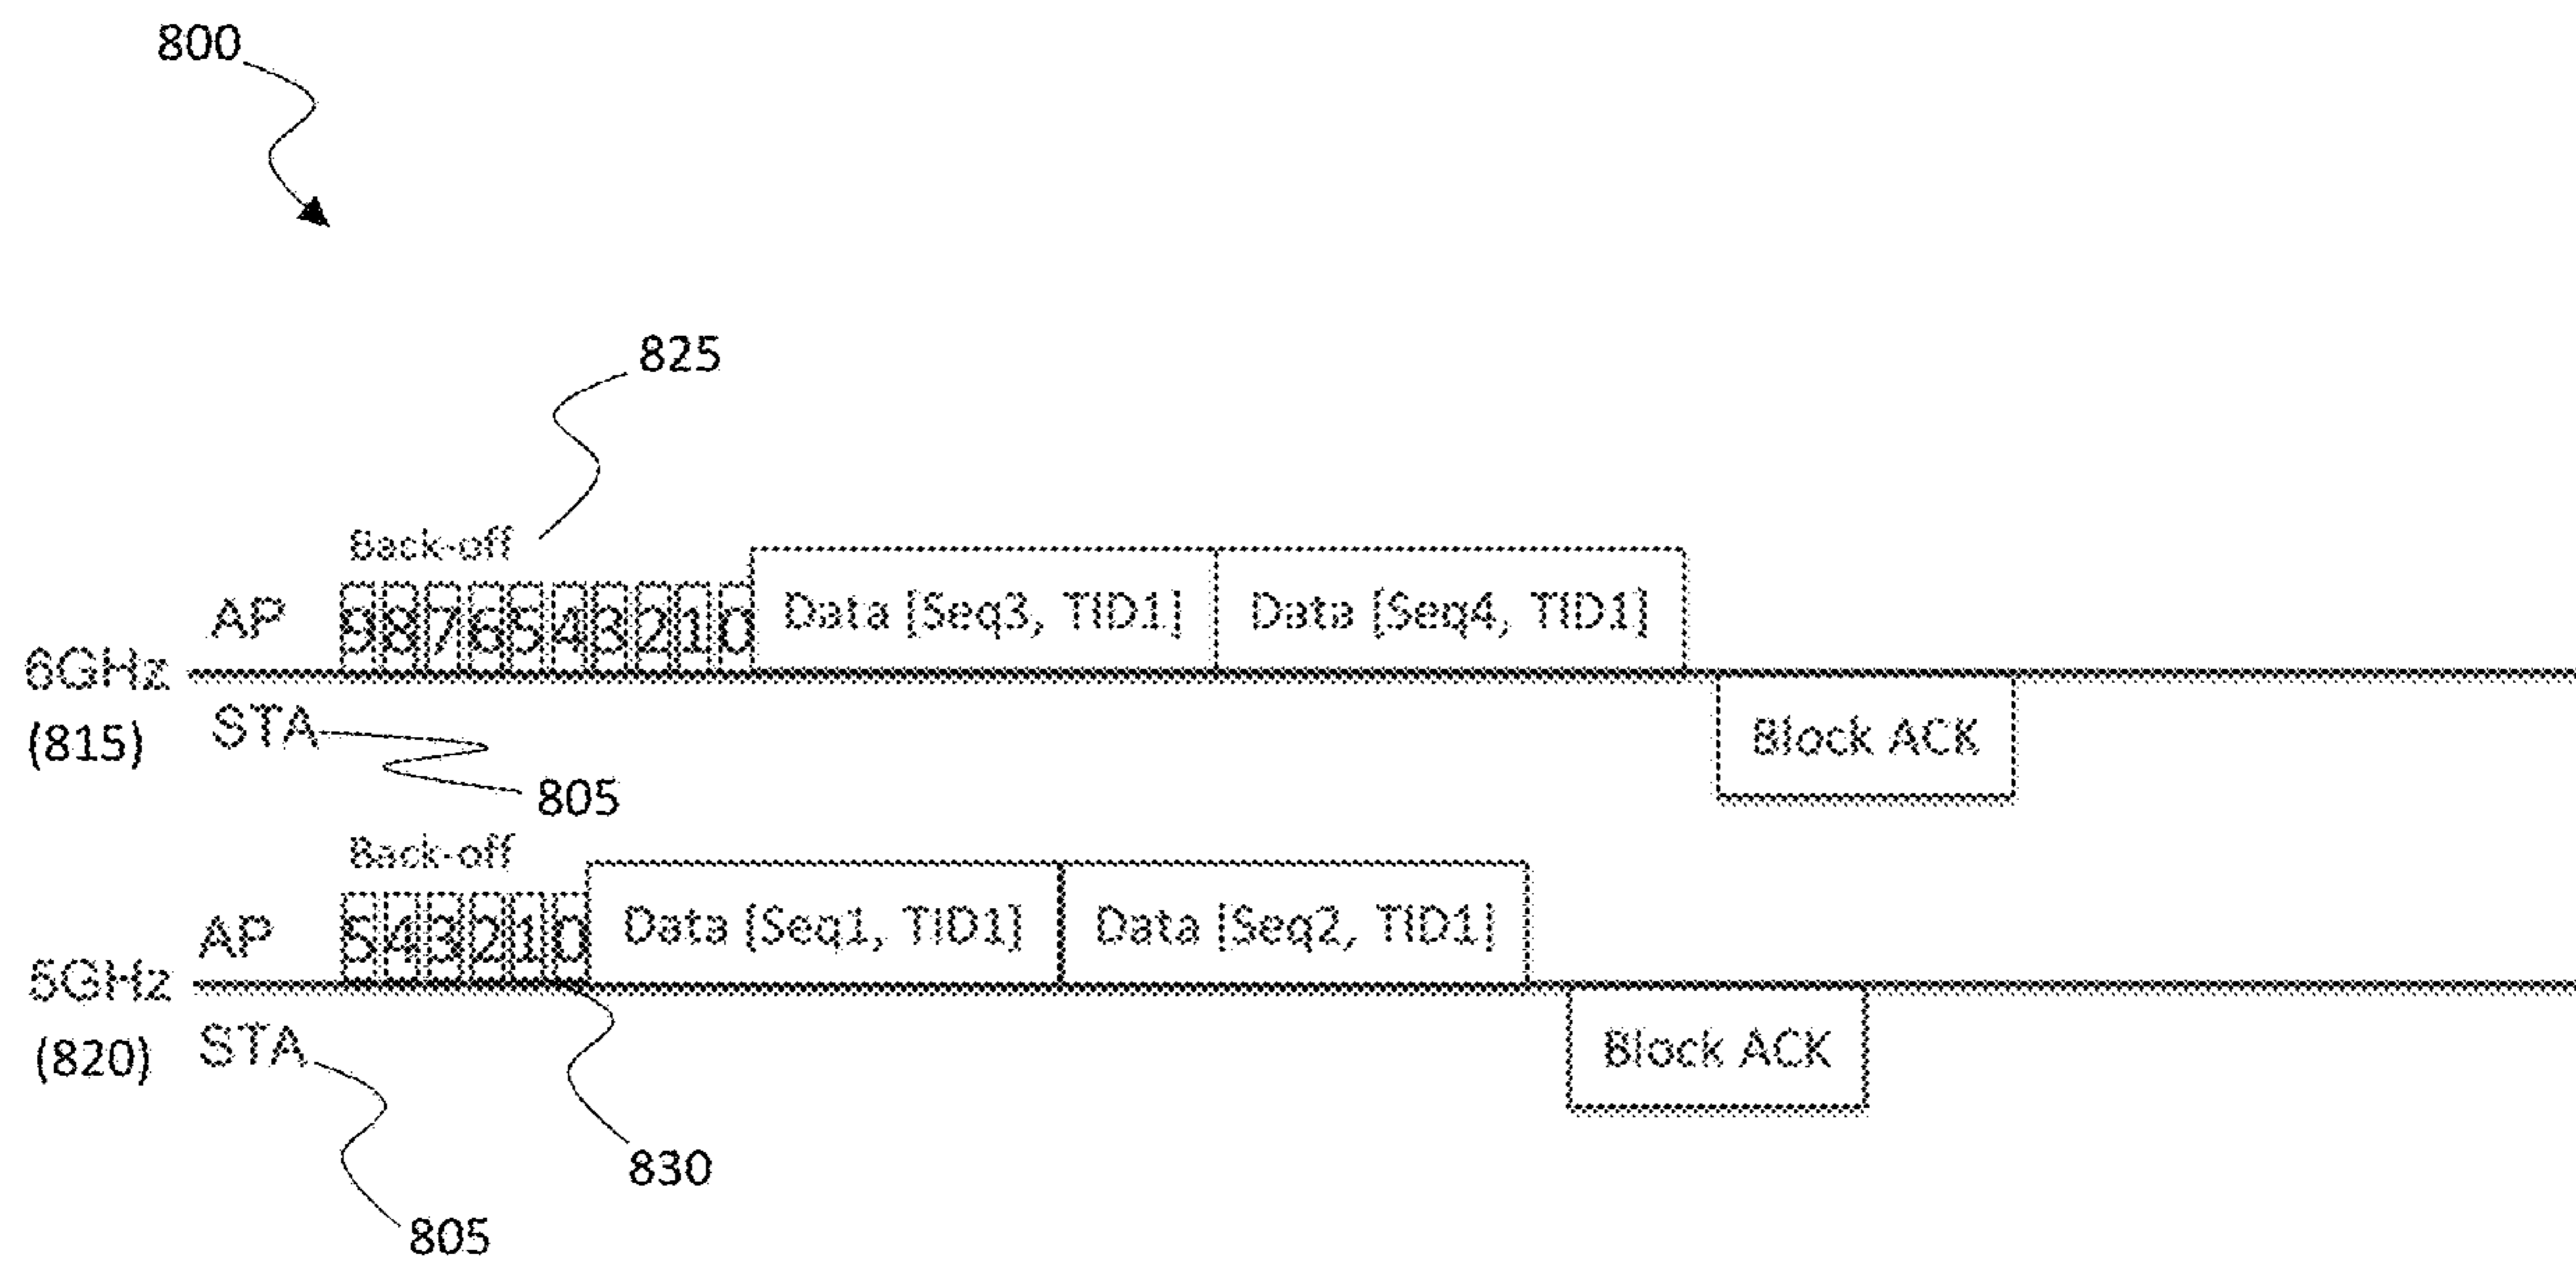 800
825
Back-off
AP 9 8 7 6 5 4 3 2 1 0 Data [Seq3, TID1] Data [Seq4, TID1]
6GHz
(815) STA Block ACK
805
Back-off
AP 5 4 3 2 1 0 Data [Seq1, TID1] Data [Seq2, TID1]
5GHz
(820) STA Block ACK
830
805